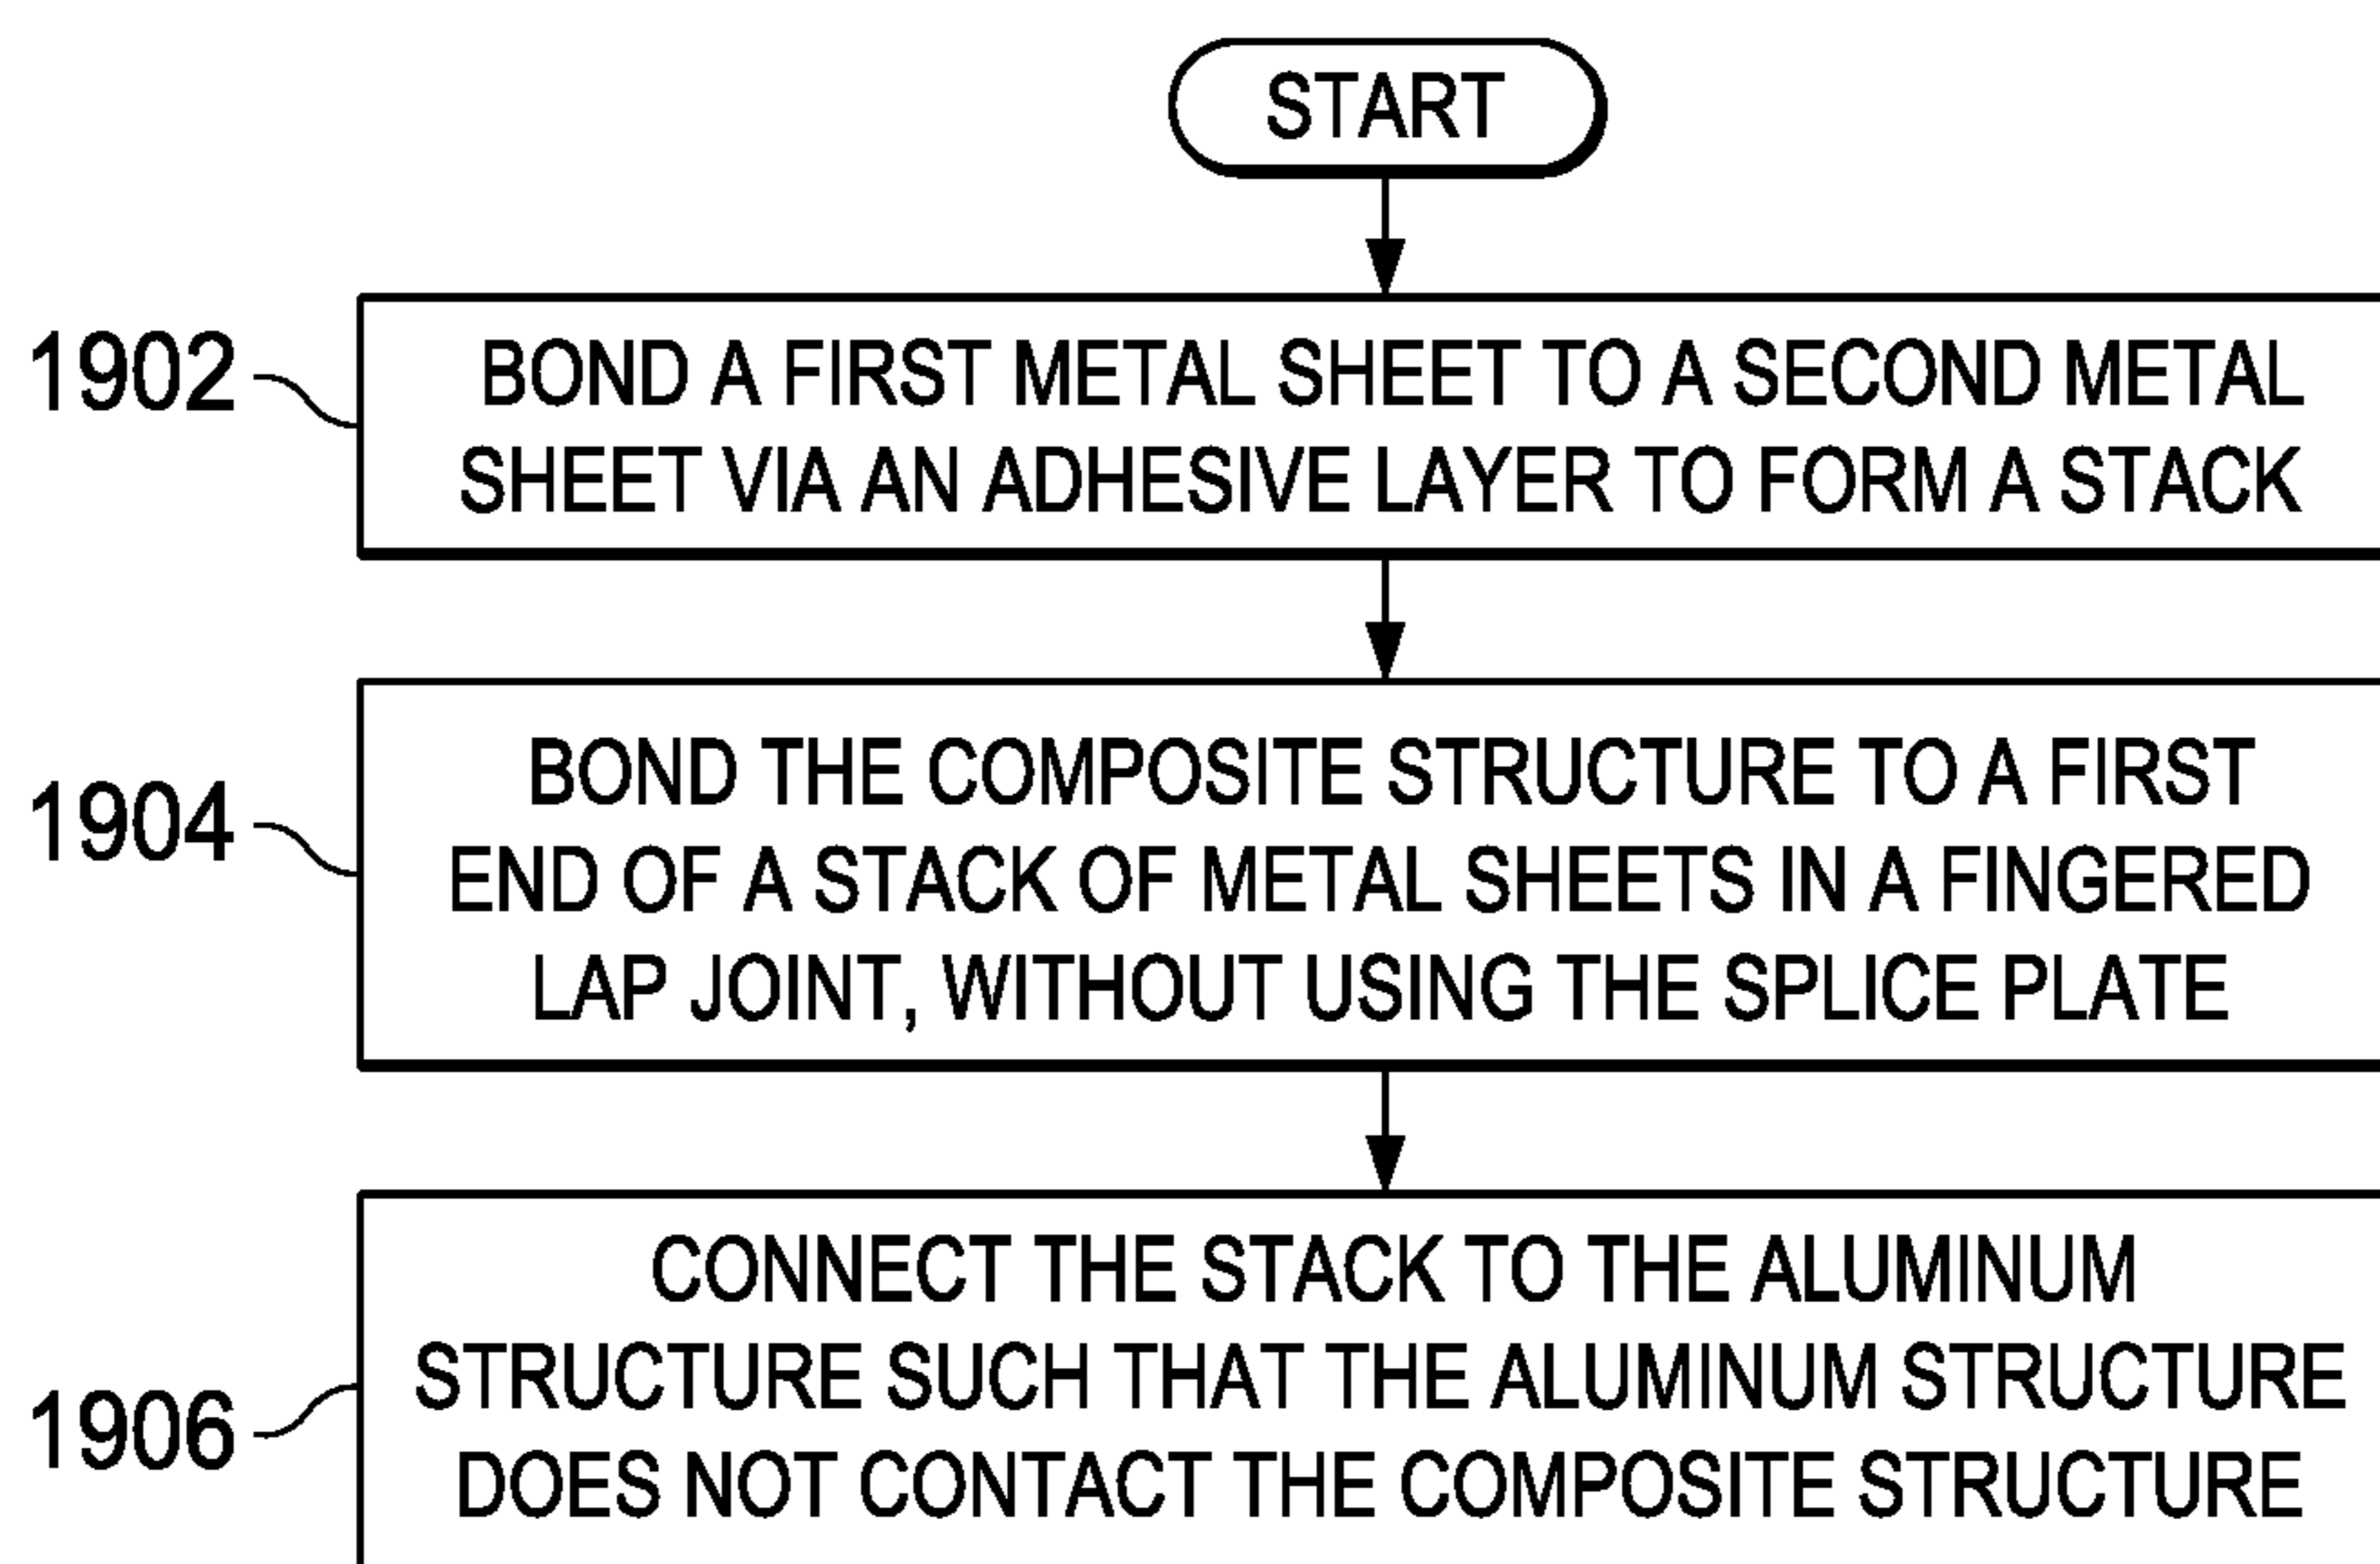 START
1902
BOND A FIRST METAL SHEET TO A SECOND METAL
SHEET VIA AN ADHESIVE LAYER TO FORM A STACK
1904
BOND THE COMPOSITE STRUCTURE TO A FIRST
END OF A STACK OF METAL SHEETS IN A FINGERED
LAP JOINT, WITHOUT USING THE SPLICE PLATE
1906
CONNECT THE STACK TO THE ALUMINUM
STRUCTURE SUCH THAT THE ALUMINUM STRUCTURE
DOES NOT CONTACT THE COMPOSITE STRUCTURE